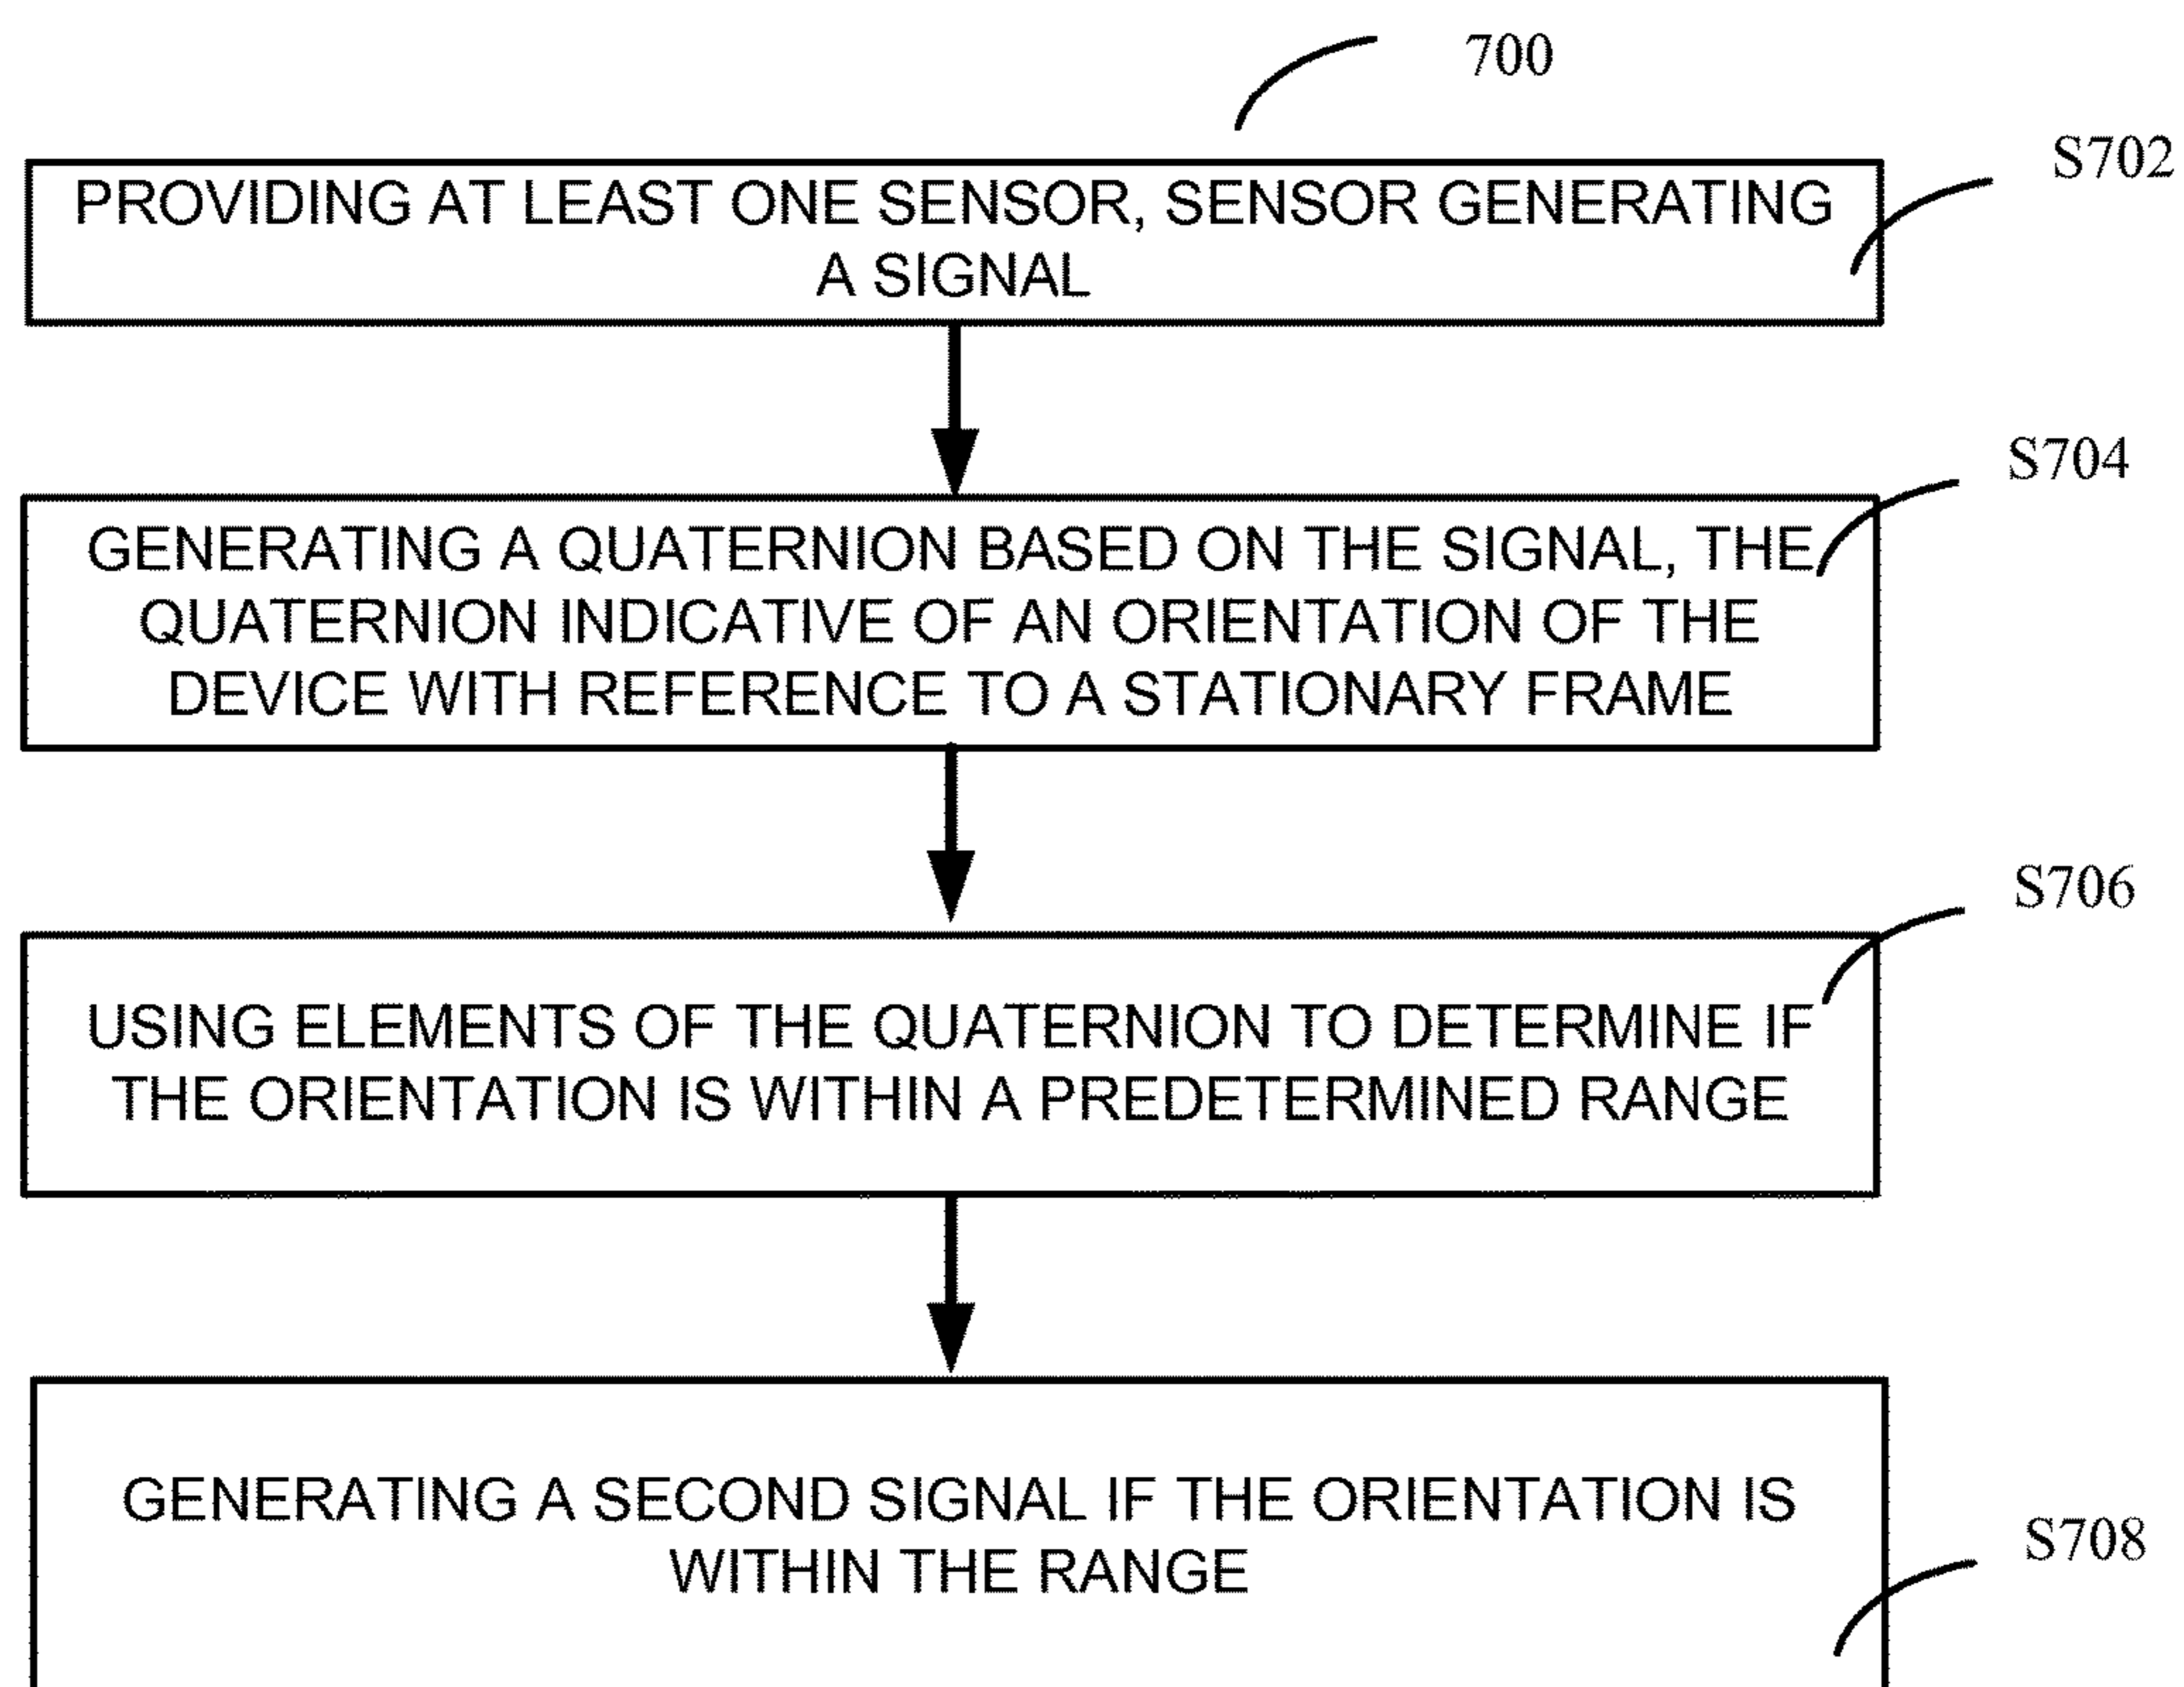 700
S702
PROVIDING AT LEAST ONE SENSOR, SENSOR GENERATING
A SIGNAL
S704
GENERATING A QUATERNION BASED ON THE SIGNAL, THE
QUATERNION INDICATIVE OF AN ORIENTATION OF THE
DEVICE WITH REFERENCE TO A STATIONARY FRAME
S706
USING ELEMENTS OF THE QUATERNION TO DETERMINE IF
THE ORIENTATION IS WITHIN A PREDETERMINED RANGE
GENERATING A SECOND SIGNAL IF THE ORIENTATION IS
WITHIN THE RANGE
S708